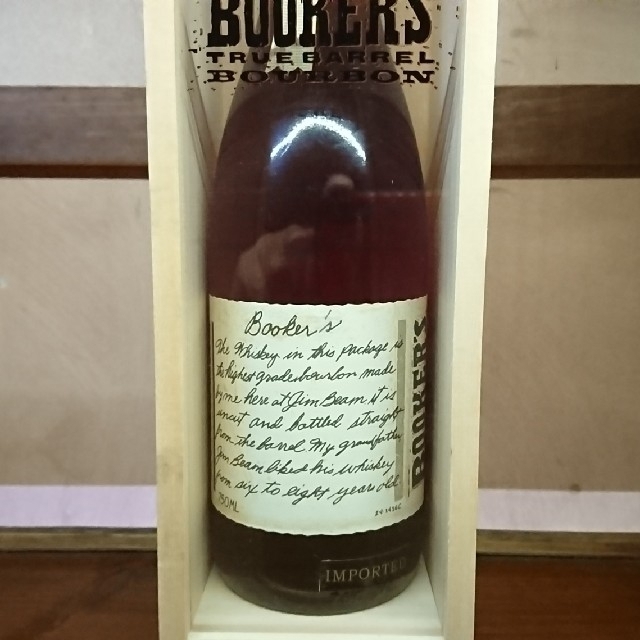 BOOKER'S
TRUE BARREL
BOURBON
Booker's
The Whiskey in this package is
the highest grade bourbon made
by me here at Jim Beam it is
uncut and bottled straight
from the barrel My grandfather
Jim Beam liked his whiskey
from six to eight years old
750ML
BOOKER'S
IMPORTED